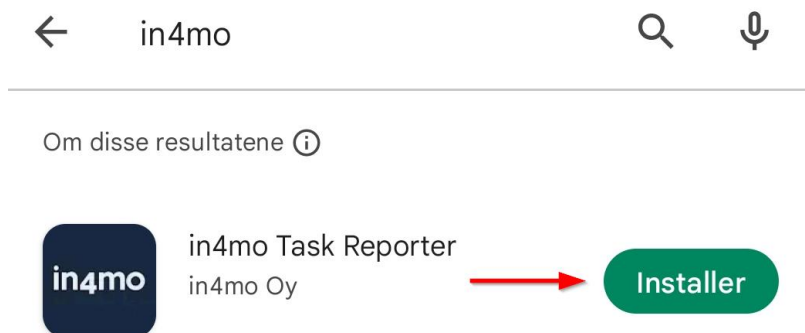 in4mo
Om disse resultatene
in4mo
in4mo Task Reporter
in4mo Oy
Installer